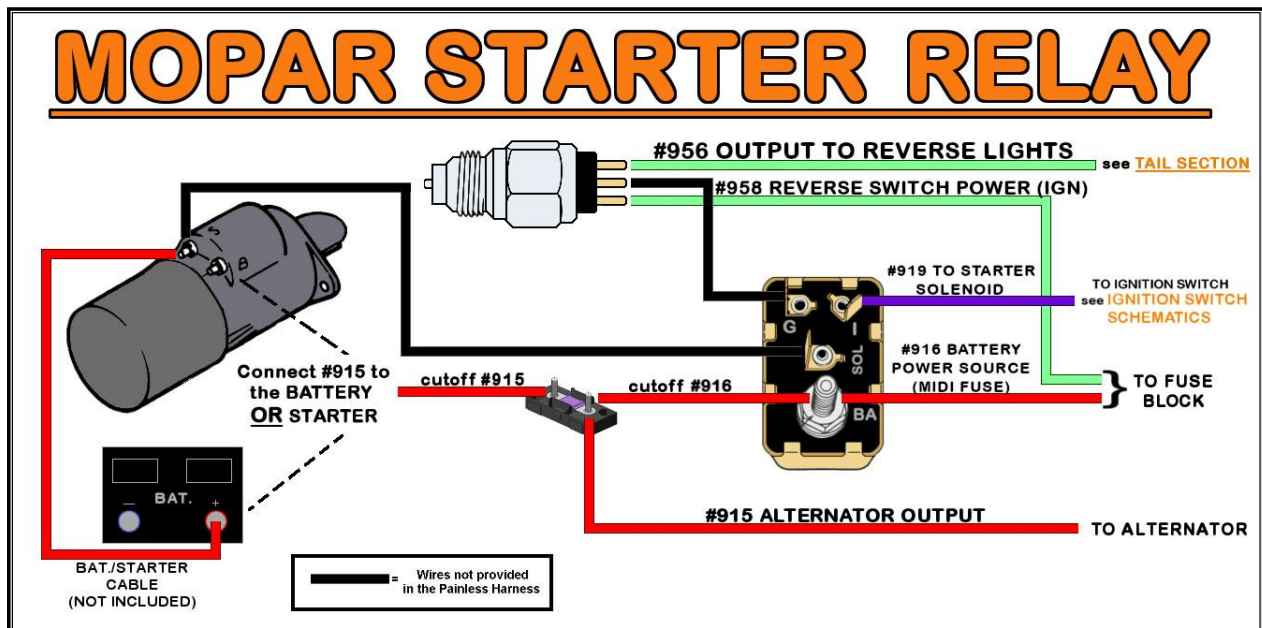 MOPAR STARTER RELAY
#956 OUTPUT TO REVERSE LIGHTS
see TAIL SECTION
#958 REVERSE SWITCH POWER (IGN)
S
B
#919 TO STARTER
SOLENOID
TO IGNITION SWITCH
see IGNITION SWITCH
SCHEMATICS
G
I
SOL
BA
#916 BATTERY
POWER SOURCE
(MIDI FUSE)
TO FUSE
BLOCK
Connect #915 to
the BATTERY
OR STARTER
cutoff #915
cutoff #916
BAT.
–
+
#915 ALTERNATOR OUTPUT
TO ALTERNATOR
BAT./STARTER
CABLE
(NOT INCLUDED)
= Wires not provided
in the Painless Harness